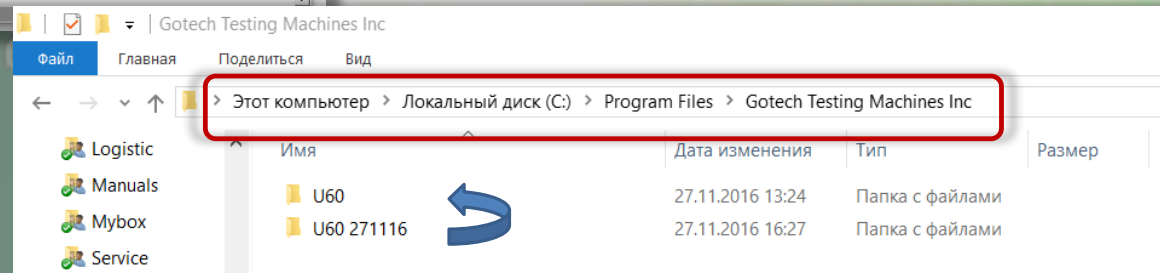 Gotech Testing Machines Inc
Файл Главная Поделиться Вид
Этот компьютер > Локальный диск (C:) > Program Files > Gotech Testing Machines Inc
Имя Дата изменения Тип Размер
Logistic
Manuals
Mybox
Service
U60 27.11.2016 13:24 Папка с файлами
U60 271116 27.11.2016 16:27 Папка с файлами